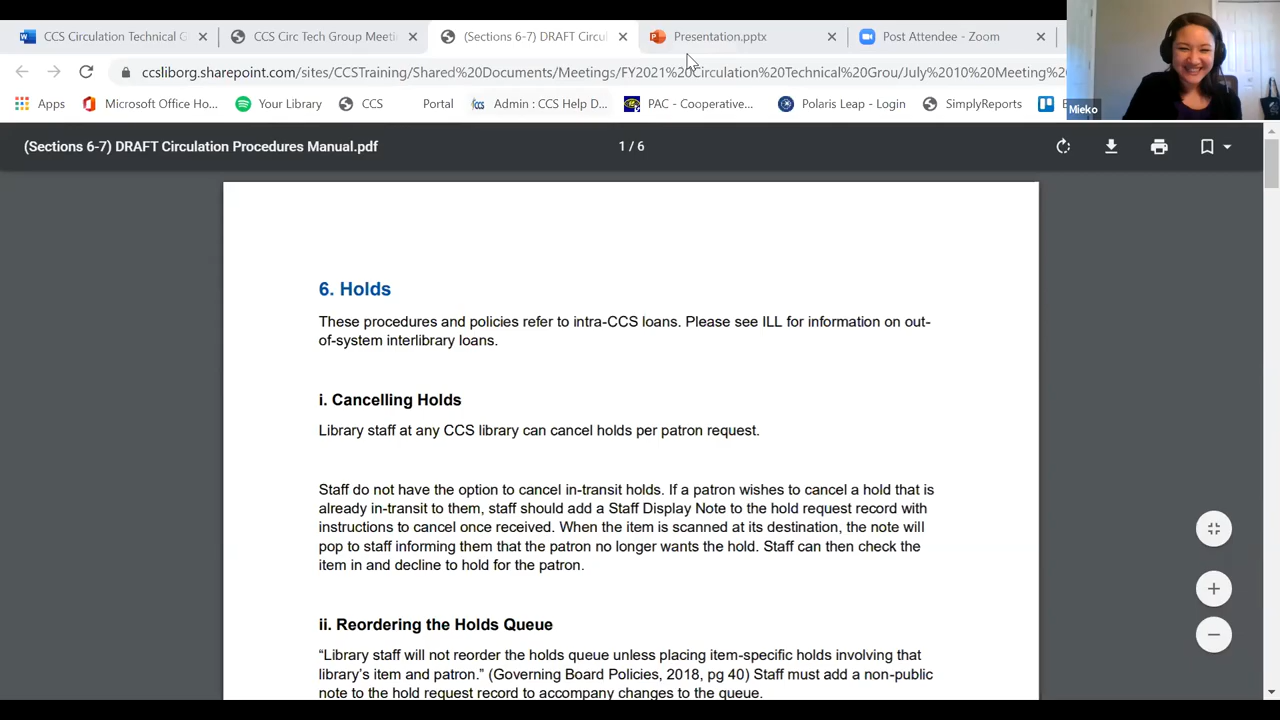 CCS Circulation Technical G
CCS Circ Tech Group Meeti
(Sections 6-7) DRAFT Circul
Presentation.pptx
Post Attendee - Zoom
ccsliborg.sharepoint.com/sites/CCSTraining/Shared%20Documents/Meetings/FY2021%20Circulation%20Technical%20Grou/July%2010%20Meeting%
Apps
Microsoft Office Ho...
Your Library
CCS
Portal
Admin : CCS Help D...
PAC - Cooperative...
Polaris Leap - Login
SimplyReports
Mieko
(Sections 6-7) DRAFT Circulation Procedures Manual.pdf
1 / 6
6. Holds
These procedures and policies refer to intra-CCS loans. Please see ILL for information on out-
of-system interlibrary loans.
i. Cancelling Holds
Library staff at any CCS library can cancel holds per patron request.
Staff do not have the option to cancel in-transit holds. If a patron wishes to cancel a hold that is
already in-transit to them, staff should add a Staff Display Note to the hold request record with
instructions to cancel once received. When the item is scanned at its destination, the note will
pop to staff informing them that the patron no longer wants the hold. Staff can then check the
item in and decline to hold for the patron.
ii. Reordering the Holds Queue
“Library staff will not reorder the holds queue unless placing item-specific holds involving that
library’s item and patron.” (Governing Board Policies, 2018, pg 40) Staff must add a non-public
note to the hold request record to accompany changes to the queue.